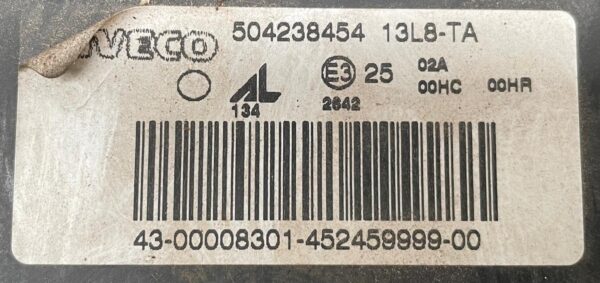 IVECO 504238454 13L8-TA
AL E3 25 02A
134 2642 00HC 00HR
43-00008301-452459999-00